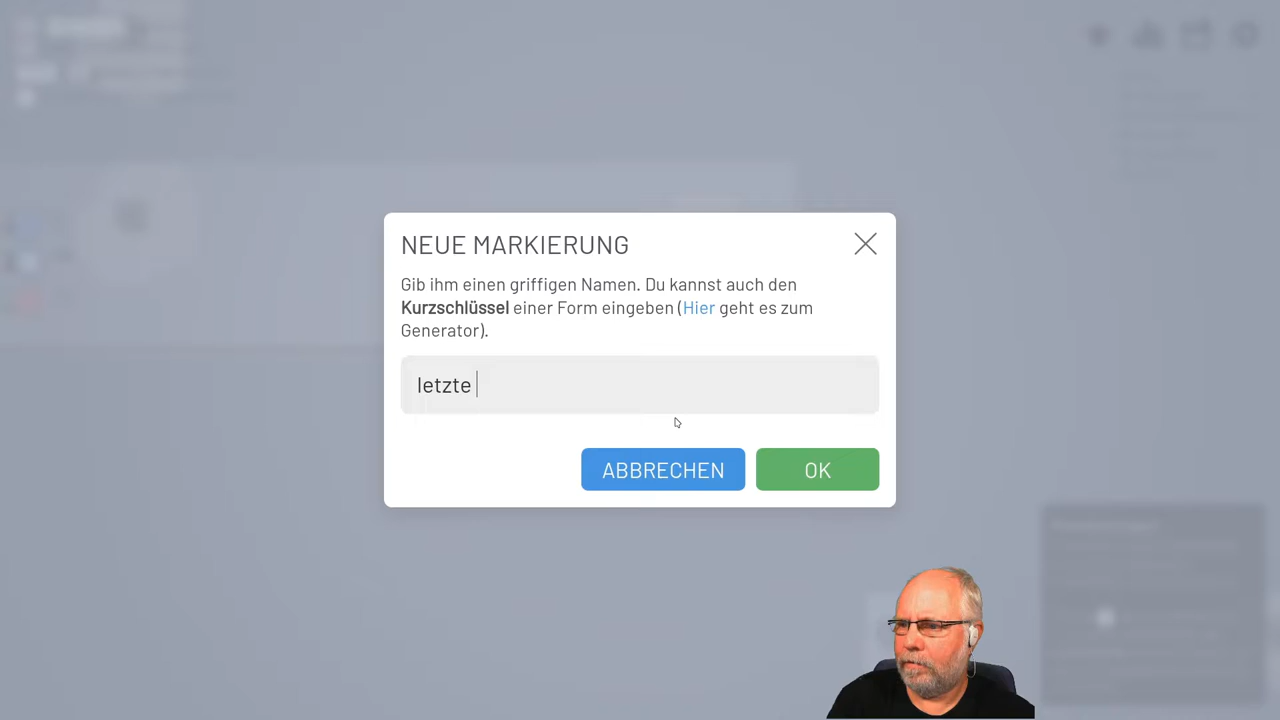 NEUE MARKIERUNG
Gib ihm einen griffigen Namen. Du kannst auch den
Kurzschlüssel einer Form eingeben (Hier geht es zum
Generator).
letzte
ABBRECHEN
OK